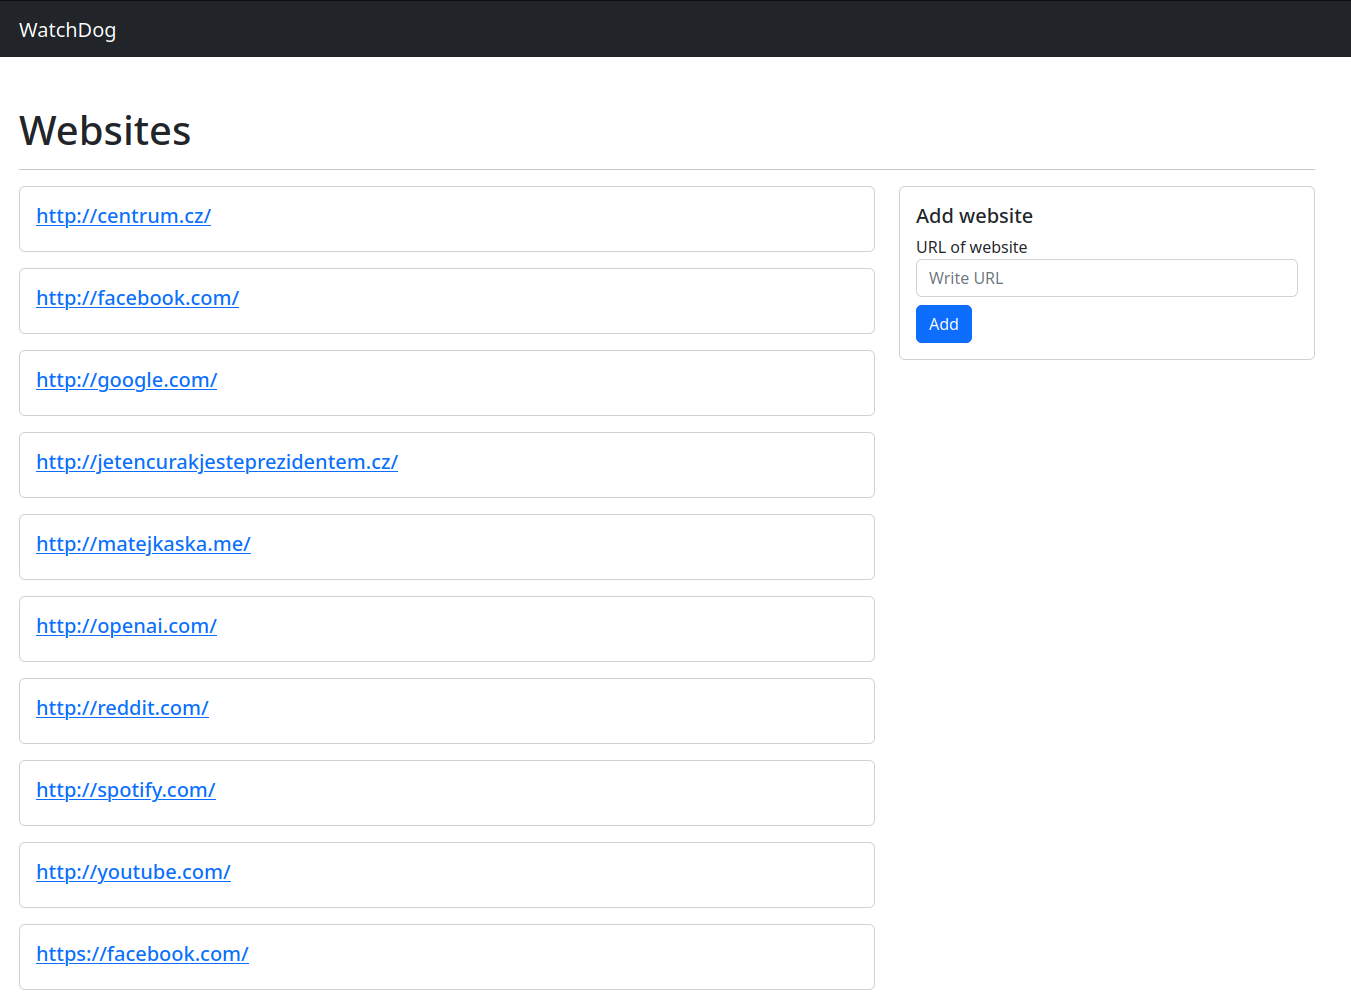 WatchDog
Websites
http://centrum.cz/
http://facebook.com/
http://google.com/
http://jetencurakjesteprezidentem.cz/
http://matejkaska.me/
http://openai.com/
http://reddit.com/
http://spotify.com/
http://youtube.com/
https://facebook.com/
Add website
URL of website
Write URL
Add